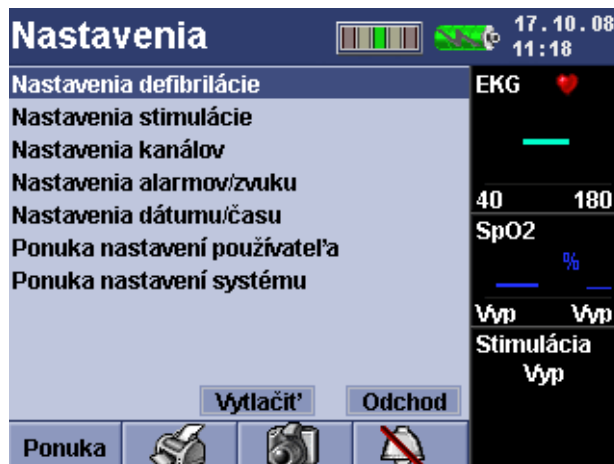 Nastavenia
17.10.08
11:18
Nastavenia defibrilácie
Nastavenia stimulácie
Nastavenia kanálov
Nastavenia alarmov/zvuku
Nastavenia dátumu/času
Ponuka nastavení používateľa
Ponuka nastavení systému
Vytlačiť
Odchod
Ponuka
EKG
40 180
SpO2
%
Vyp Vyp
Stimulácia
Vyp